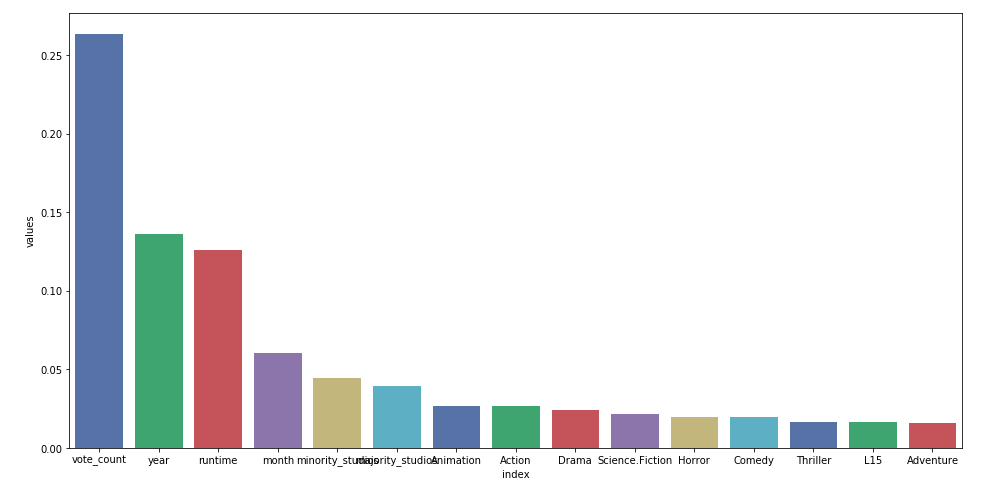 0.25
0.20
0.15
0.10
0.05
0.00
values
vote_count year runtime month minority_studios majority_studios Animation Action Drama Science.Fiction Horror Comedy Thriller L15 Adventure
index